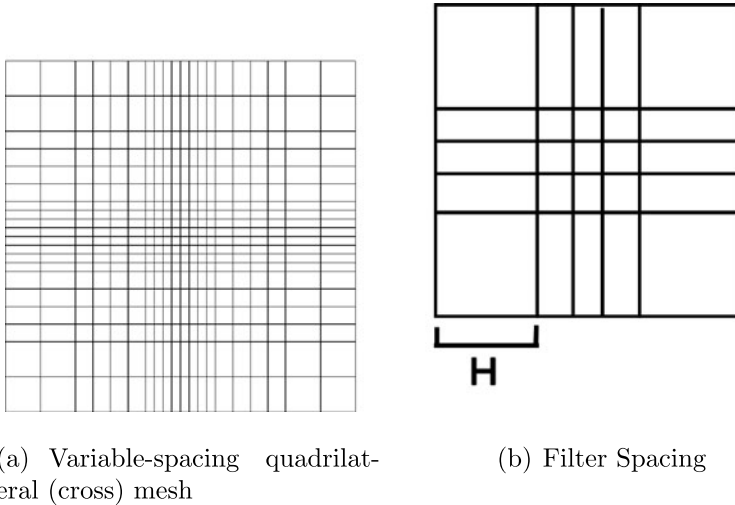 H
(a) Variable-spacing quadrilat-
eral (cross) mesh
(b) Filter Spacing